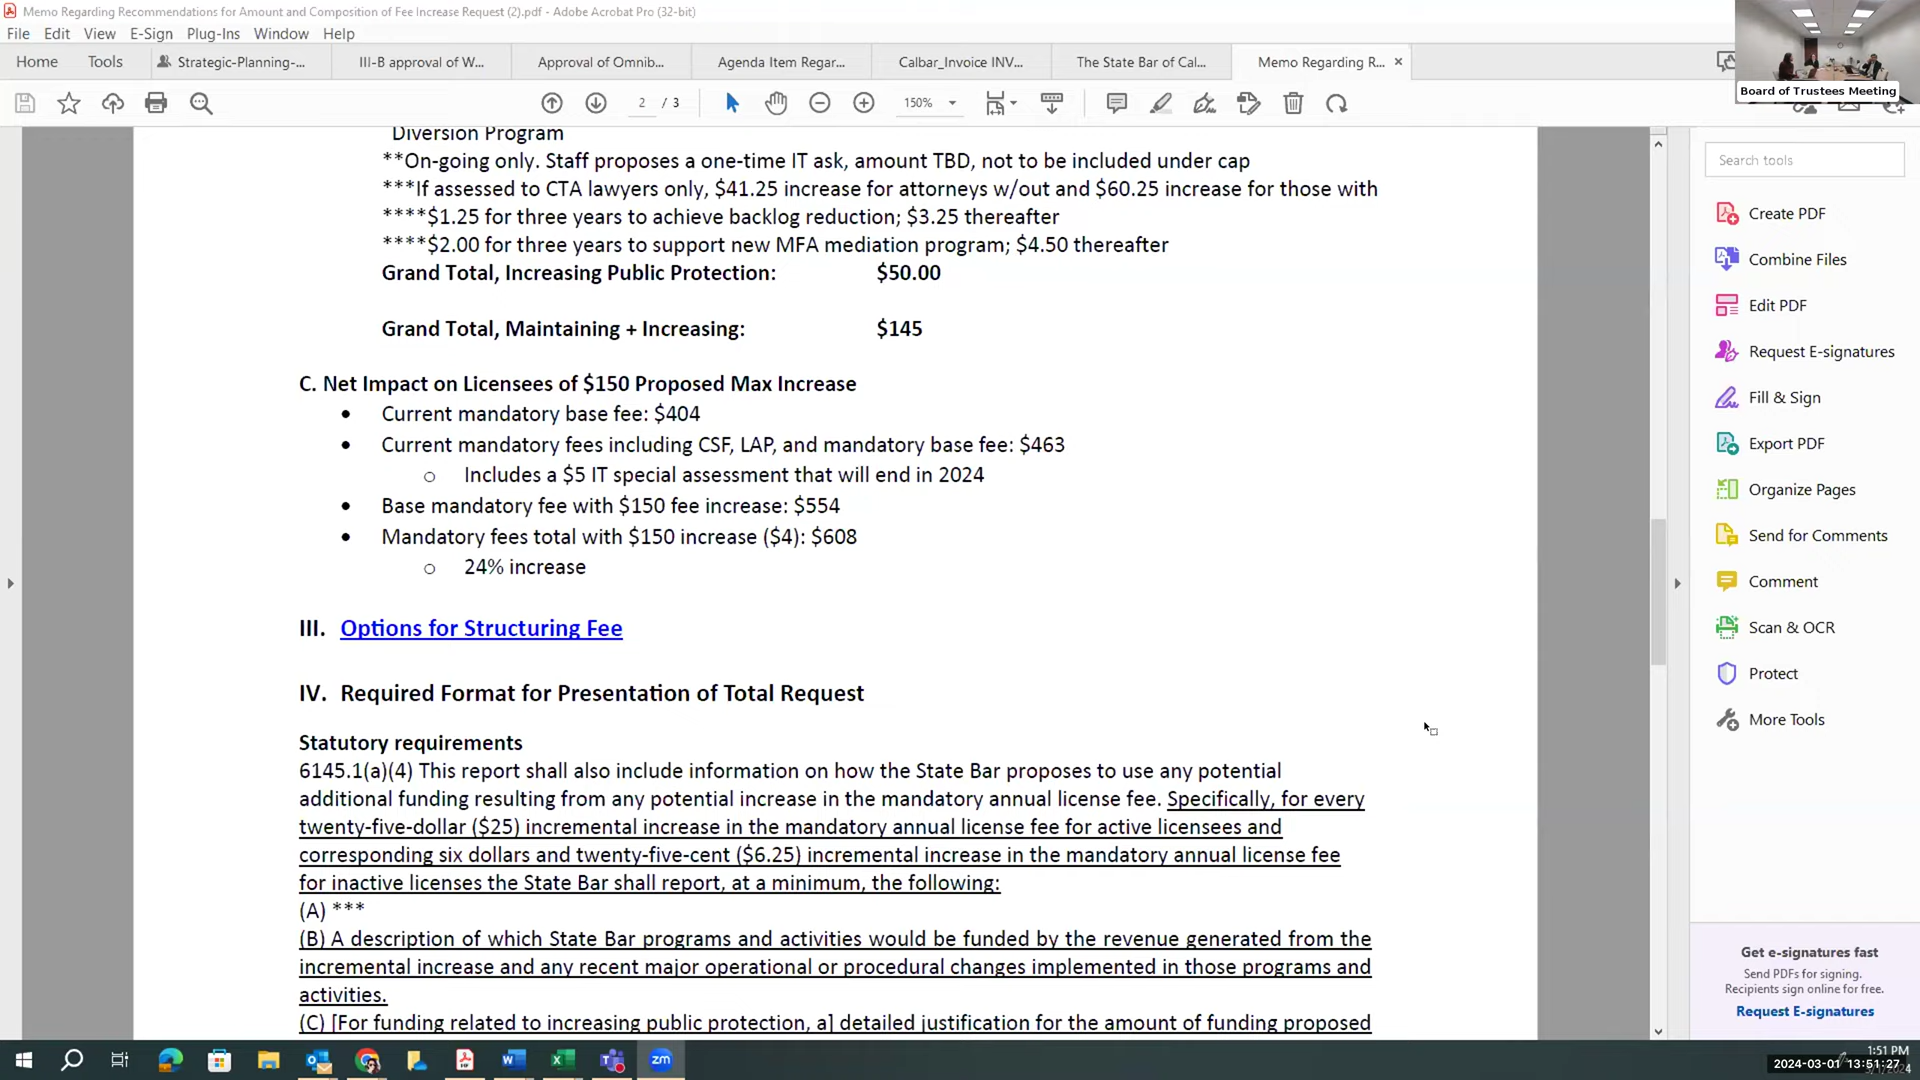 Memo Regarding Recommendations for Amount and Composition of Fee Increase Request (2).pdf - Adobe Acrobat Pro (32-bit)
File Edit View E-Sign Plug-Ins Window Help
Home Tools Strategic-Planning-... III-B approval of W... Approval of Omnib... Agenda Item Regar... Calbar_Invoice INV... The State Bar of Cal... Memo Regarding R...
Board of Trustees Meeting
2 / 3 150%
Diversion Program
**On-going only. Staff proposes a one-time IT ask, amount TBD, not to be included under cap
***If assessed to CTA lawyers only, $41.25 increase for attorneys w/out and $60.25 increase for those with
****$1.25 for three years to achieve backlog reduction; $3.25 thereafter
****$2.00 for three years to support new MFA mediation program; $4.50 thereafter
Grand Total, Increasing Public Protection: $50.00
Grand Total, Maintaining + Increasing: $145
C. Net Impact on Licensees of $150 Proposed Max Increase
• Current mandatory base fee: $404
• Current mandatory fees including CSF, LAP, and mandatory base fee: $463
o Includes a $5 IT special assessment that will end in 2024
• Base mandatory fee with $150 fee increase: $554
• Mandatory fees total with $150 increase ($4): $608
o 24% increase
III. Options for Structuring Fee
IV. Required Format for Presentation of Total Request
Statutory requirements
6145.1(a)(4) This report shall also include information on how the State Bar proposes to use any potential
additional funding resulting from any potential increase in the mandatory annual license fee. Specifically, for every
twenty-five-dollar ($25) incremental increase in the mandatory annual license fee for active licensees and
corresponding six dollars and twenty-five-cent ($6.25) incremental increase in the mandatory annual license fee
for inactive licenses the State Bar shall report, at a minimum, the following:
(A) ***
(B) A description of which State Bar programs and activities would be funded by the revenue generated from the
incremental increase and any recent major operational or procedural changes implemented in those programs and
activities.
(C) [For funding related to increasing public protection, a] detailed justification for the amount of funding proposed
Search tools
Create PDF
Combine Files
Edit PDF
Request E-signatures
Fill & Sign
Export PDF
Organize Pages
Send for Comments
Comment
Scan & OCR
Protect
More Tools
Get e-signatures fast
Send PDFs for signing.
Recipients sign online for free.
Request E-signatures
1:51 PM
2024-03-01 13:51:27